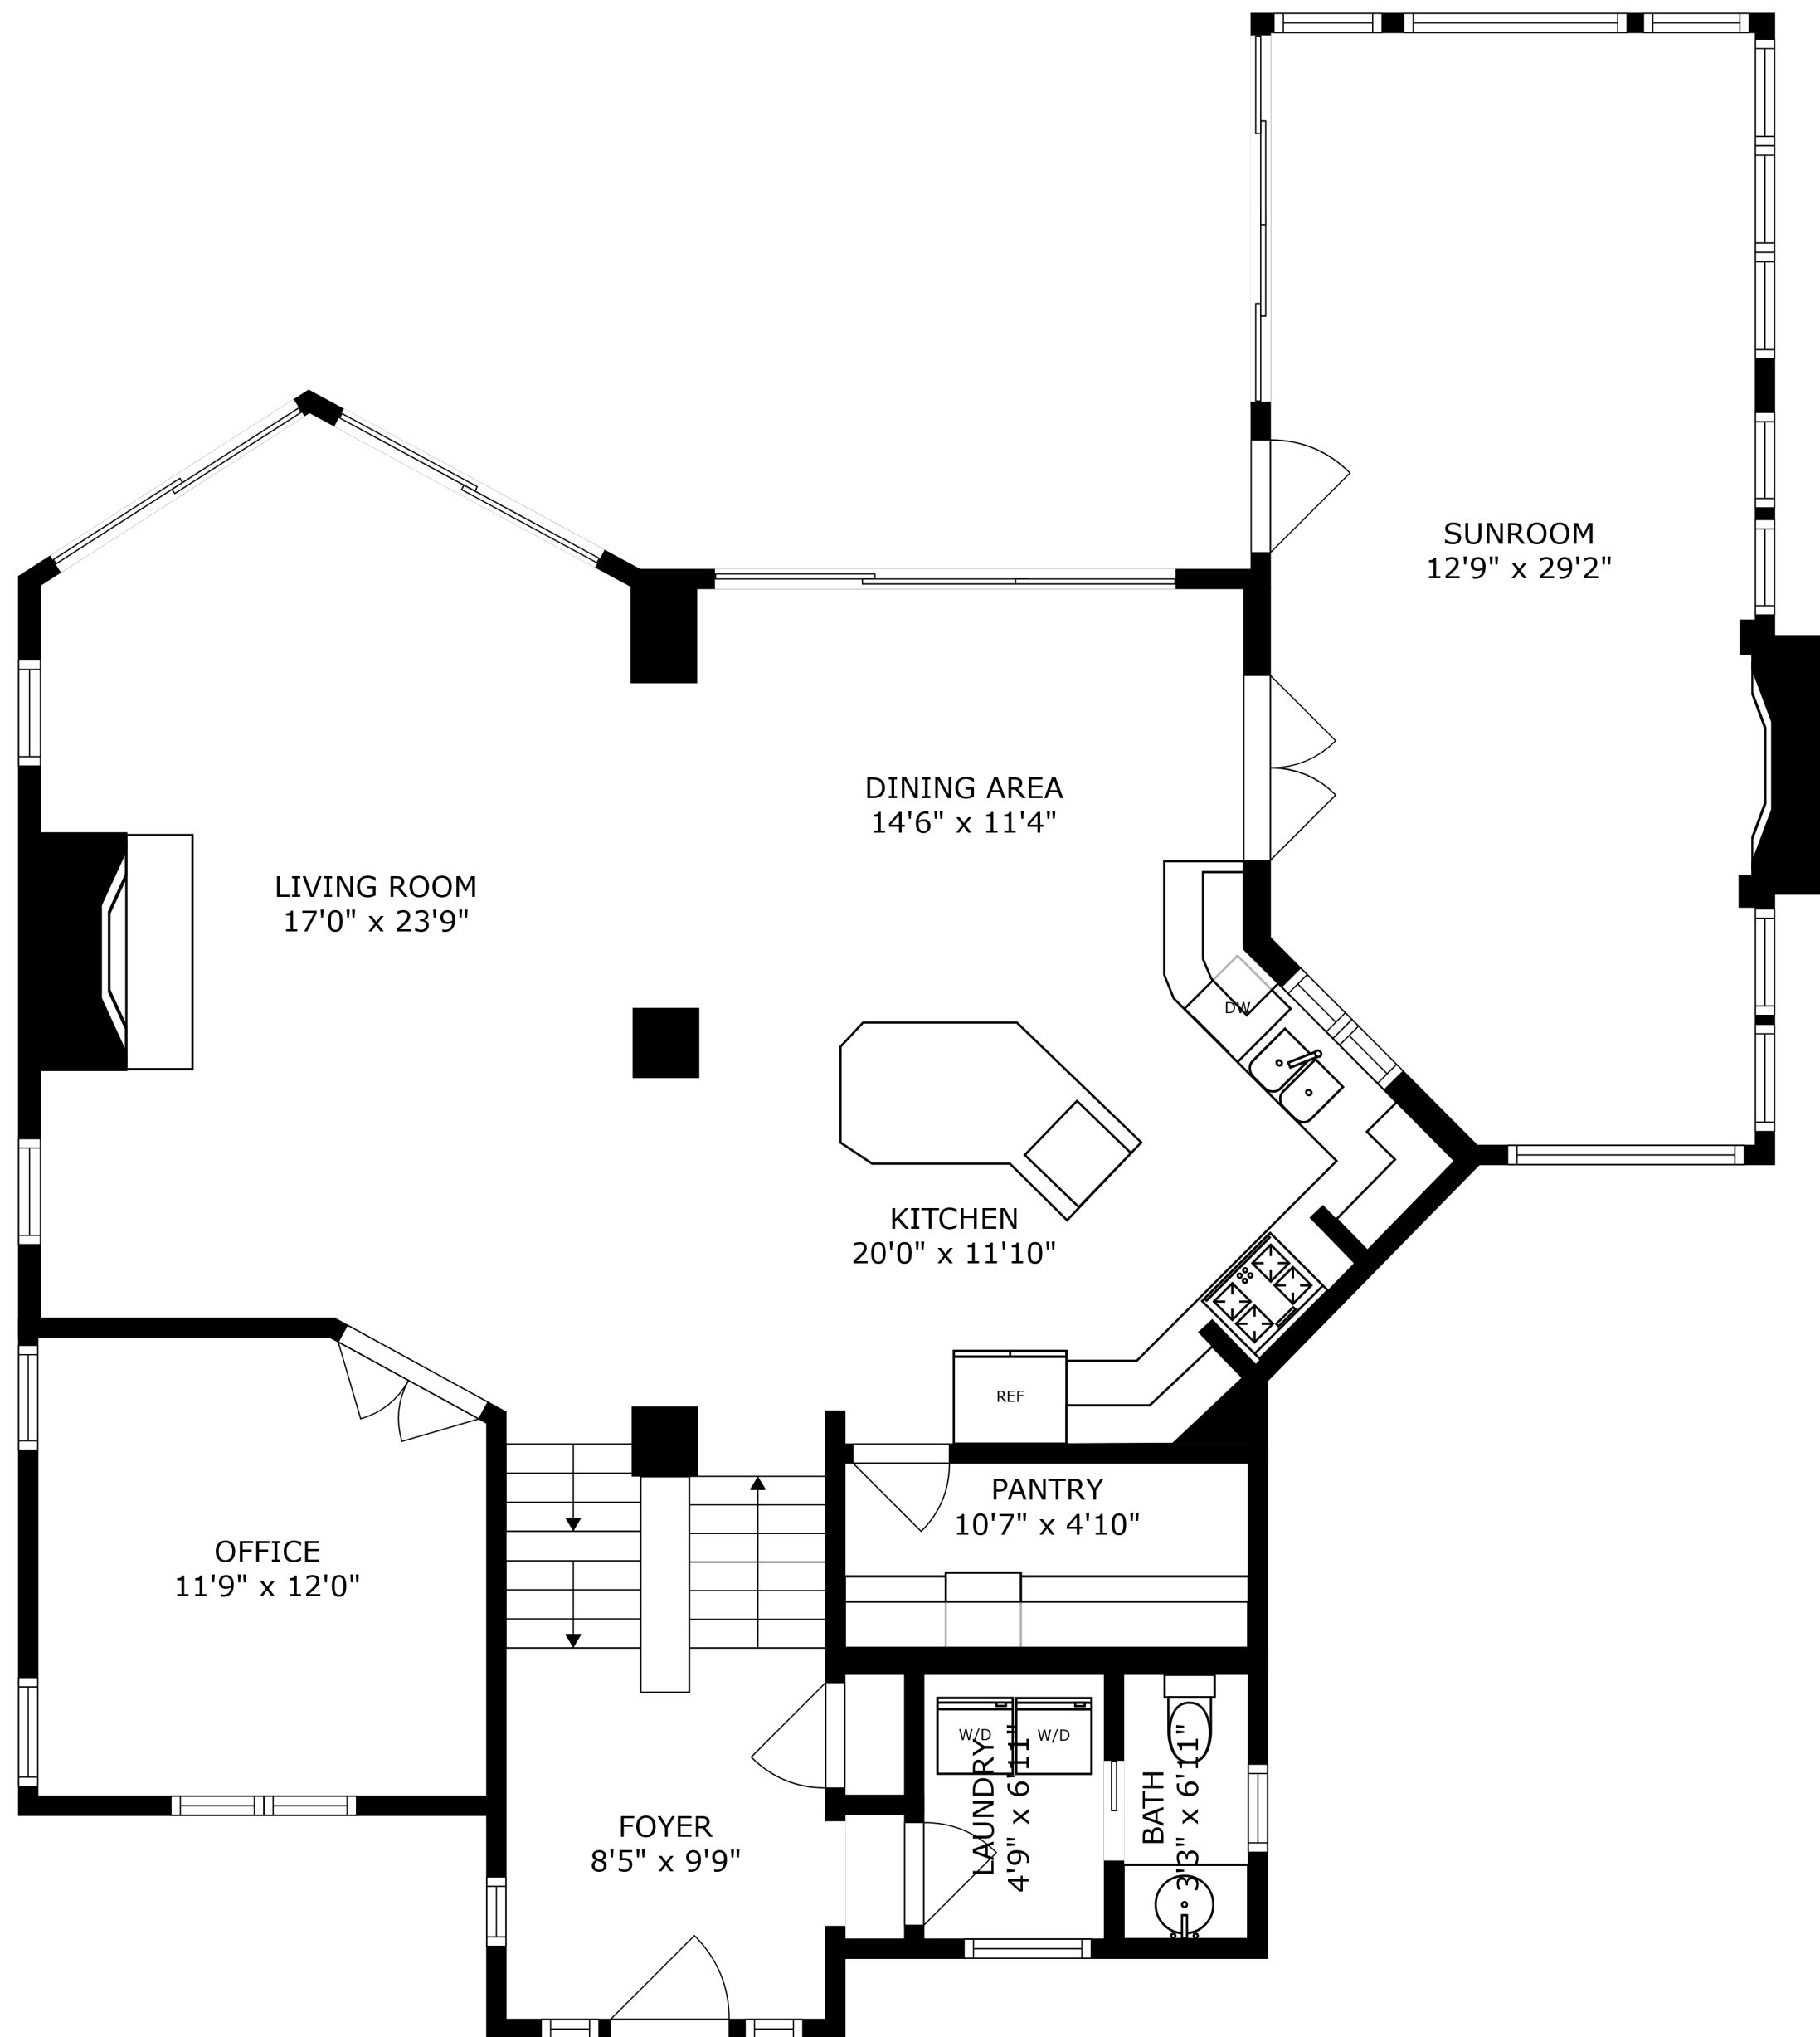 SUNROOM
12'9" x 29'2"
DINING AREA
14'6" x 11'4"
LIVING ROOM
17'0" x 23'9"
DW
KITCHEN
20'0" x 11'10"
REF
PANTRY
10'7" x 4'10"
OFFICE
11'9" x 12'0"
W/D
W/D
LAUNDRY
4'9" x 6'11"
BATH
3'3" x 6'11"
FOYER
8'5" x 9'9"